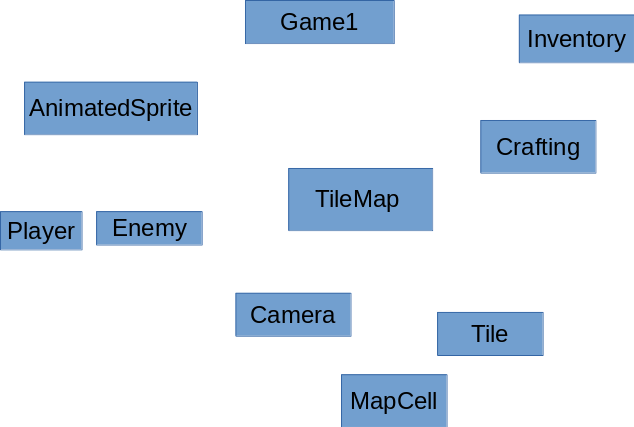 Game1
Inventory
AnimatedSprite
Crafting
TileMap
Player
Enemy
Camera
Tile
MapCell